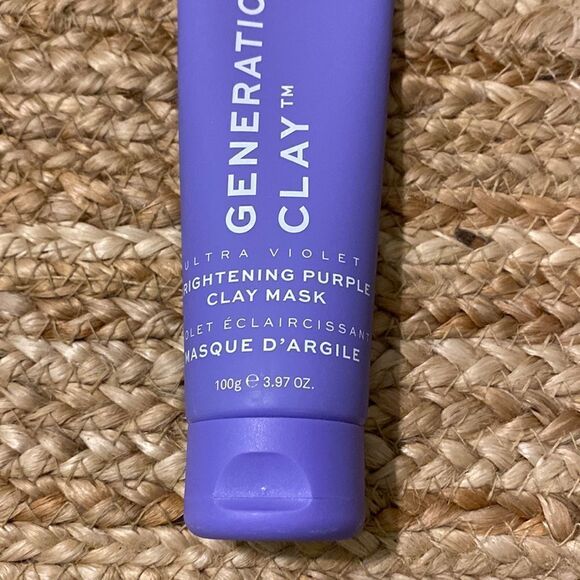 GENERATIO
CLAY™
ULTRA VIOLET
RIGHTENING PURPLE
CLAY MASK
OLET ÉCLAIRCISSANT
MASQUE D'ARGILE
100g ℮ 3.97 OZ.